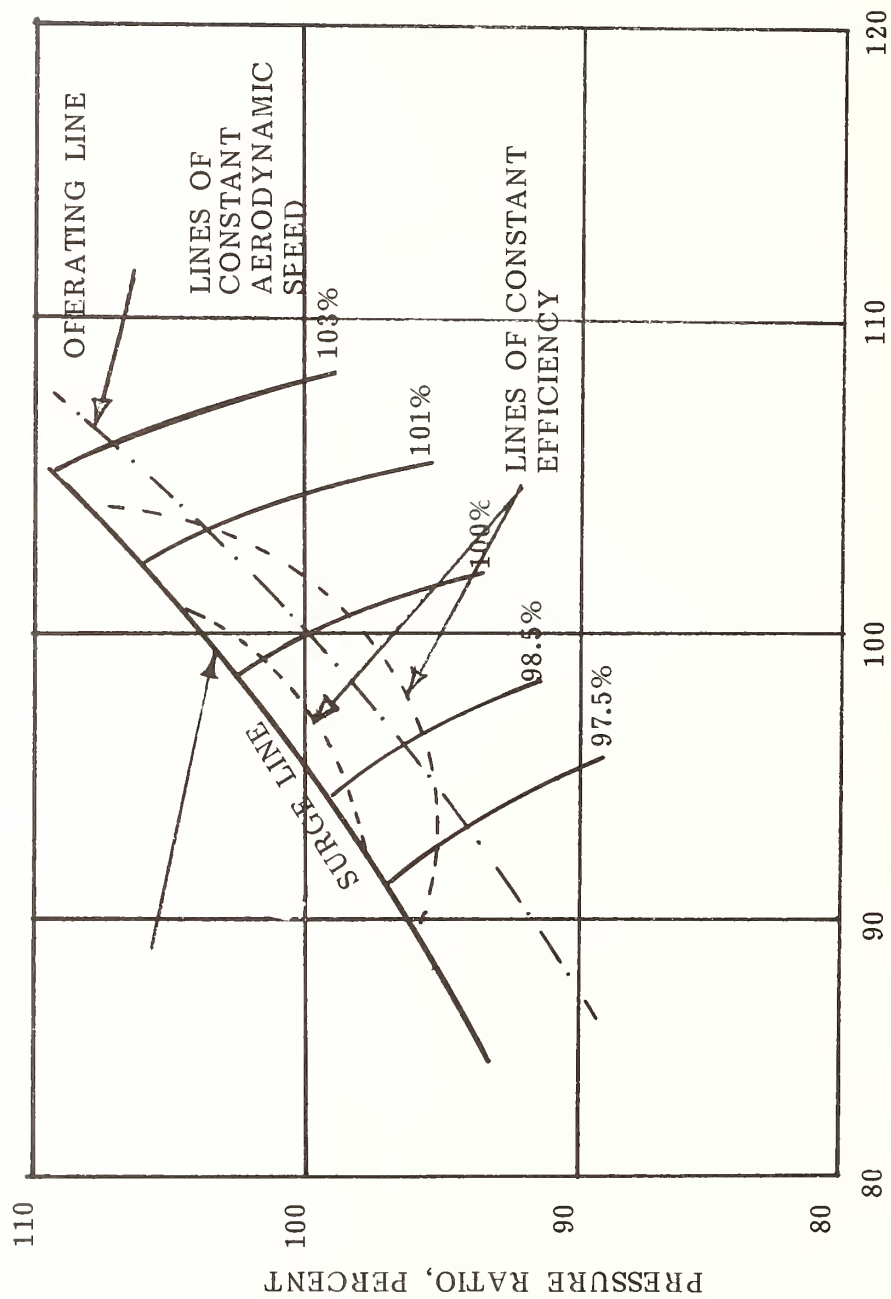 PRESSURE RATIO, PERCENT
110
100
90
80
80
90
100
110
120
OPERATING LINE
LINES OF
CONSTANT
AERODYNAMIC
SPEED
103%
101%
100%
98.5%
97.5%
SURGE LINE
LINES OF CONSTANT
EFFICIENCY